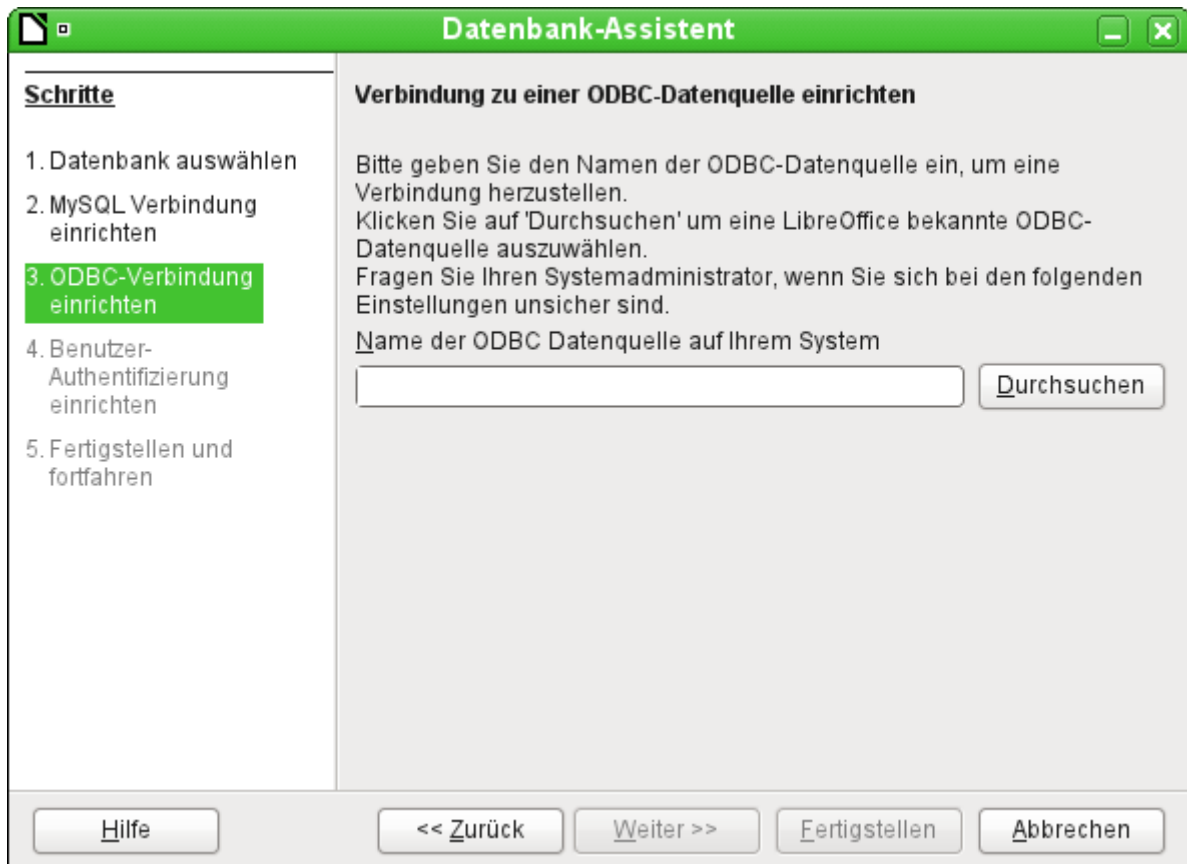 Datenbank-Assistent
Schritte
1. Datenbank auswählen
2. MySQL Verbindung
einrichten
3. ODBC-Verbindung
einrichten
4. Benutzer-
Authentifizierung
einrichten
5. Fertigstellen und
fortfahren
Verbindung zu einer ODBC-Datenquelle einrichten
Bitte geben Sie den Namen der ODBC-Datenquelle ein, um eine
Verbindung herzustellen.
Klicken Sie auf 'Durchsuchen' um eine LibreOffice bekannte ODBC-
Datenquelle auszuwählen.
Fragen Sie Ihren Systemadministrator, wenn Sie sich bei den folgenden
Einstellungen unsicher sind.
Name der ODBC Datenquelle auf Ihrem System
Durchsuchen
Hilfe
<< Zurück
Weiter >>
Fertigstellen
Abbrechen